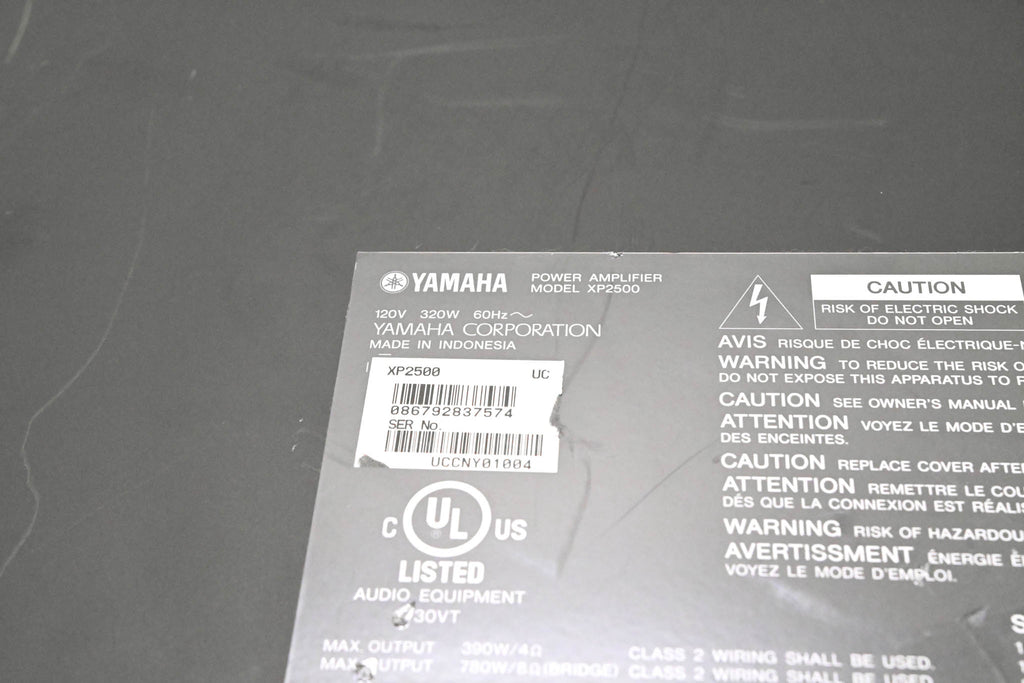 YAMAHA POWER AMPLIFIER
MODEL XP2500
120V 320W 60Hz～
YAMAHA CORPORATION
MADE IN INDONESIA
XP2500 UC
086792837574
SER No.
UCCNY01004
C UL US
®
LISTED
AUDIO EQUIPMENT
30VT
MAX. OUTPUT 390W/4Ω CLASS 2 WIRING SHALL BE USED.
MAX. OUTPUT 780W/8Ω(BRIDGE) CLASS 2 WIRING SHALL BE USED.
CAUTION
RISK OF ELECTRIC SHOCK
DO NOT OPEN
AVIS RISQUE DE CHOC ÉLECTRIQUE-
WARNING TO REDUCE THE RISK
DO NOT EXPOSE THIS APPARATUS TO
CAUTION SEE OWNER'S MANUAL
ATTENTION VOYEZ LE MODE
DES ENCEINTES.
CAUTION REPLACE COVER
ATTENTION REMETTRE LE
DÈS QUE LA CONNEXION EST
WARNING RISK OF
AVERTISSMENT ÉNERGIE
VOYEZ LE MODE D'EMPLOI.